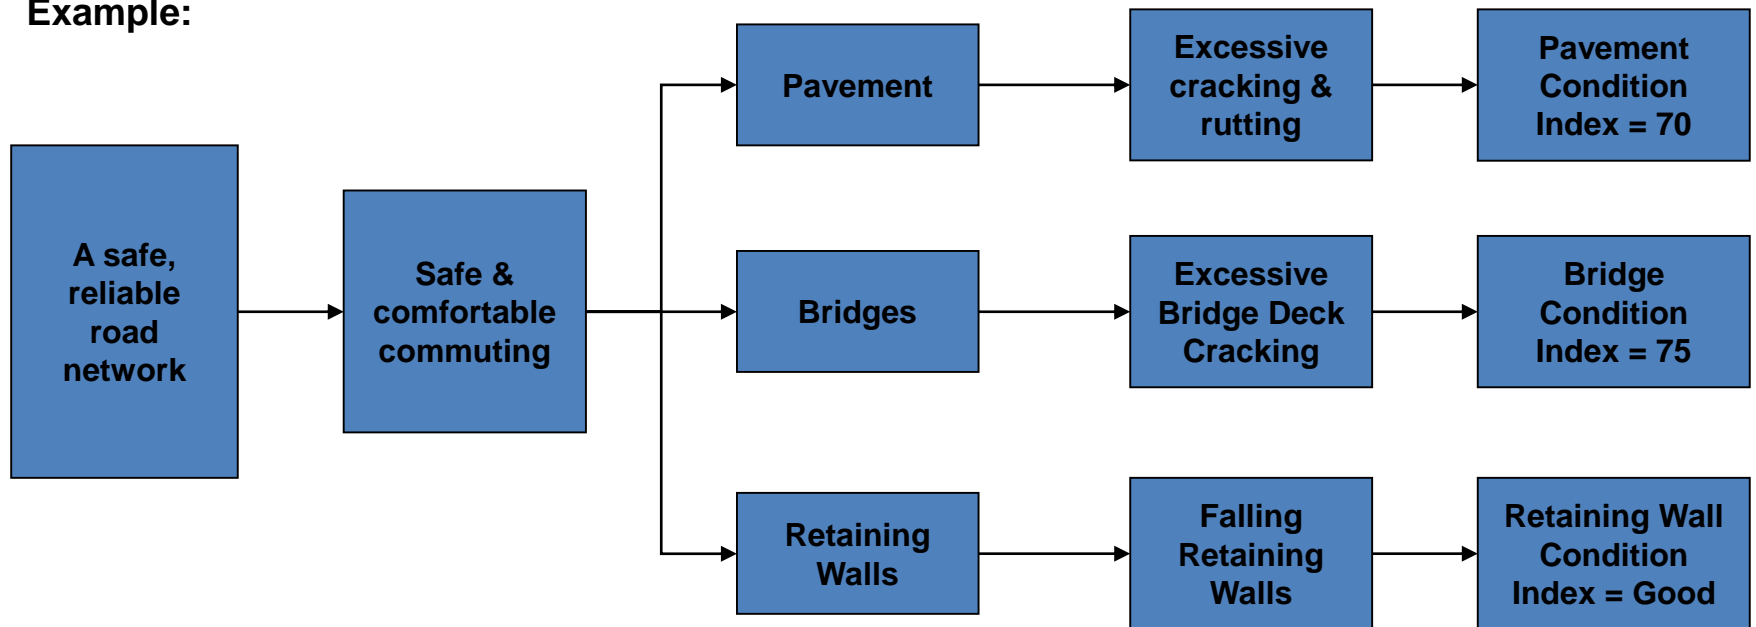 Example:
A safe,
reliable
road
network
Safe &
comfortable
commuting
Pavement
Excessive
cracking &
rutting
Pavement
Condition
Index = 70
Bridges
Excessive
Bridge Deck
Cracking
Bridge
Condition
Index = 75
Retaining
Walls
Falling
Retaining
Walls
Retaining Wall
Condition
Index = Good